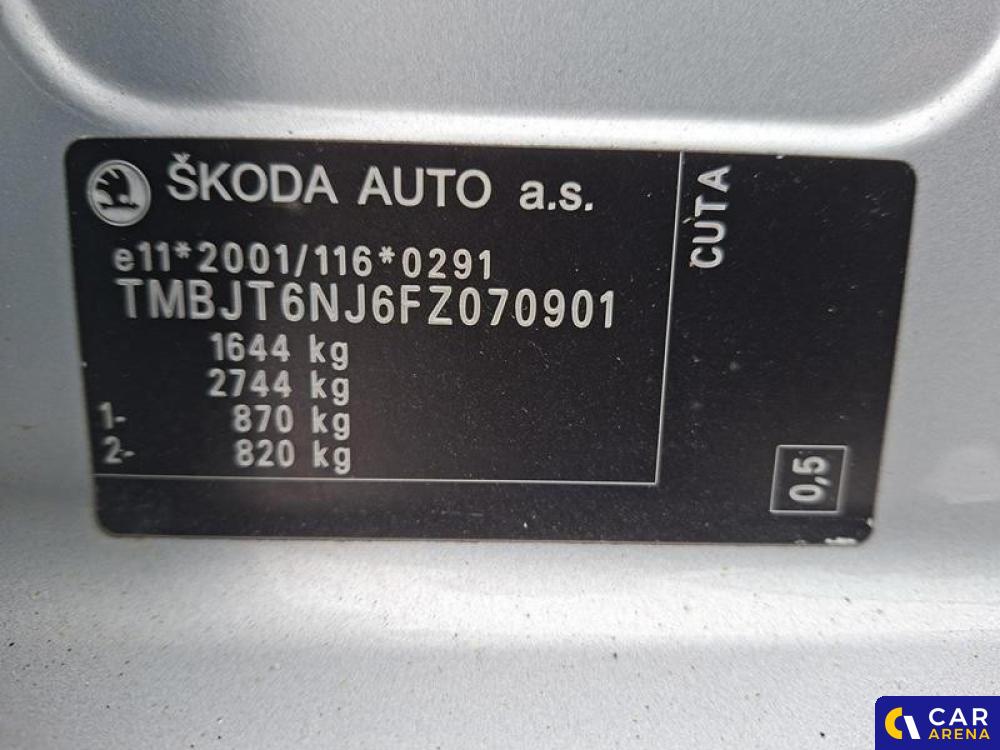 ŠKODA AUTO a.s.
e11*2001/116*0291
TMBJT6NJ6FZ070901
1644 kg
2744 kg
1- 870 kg
2- 820 kg
CUTA
0,5
CAR
ARENA